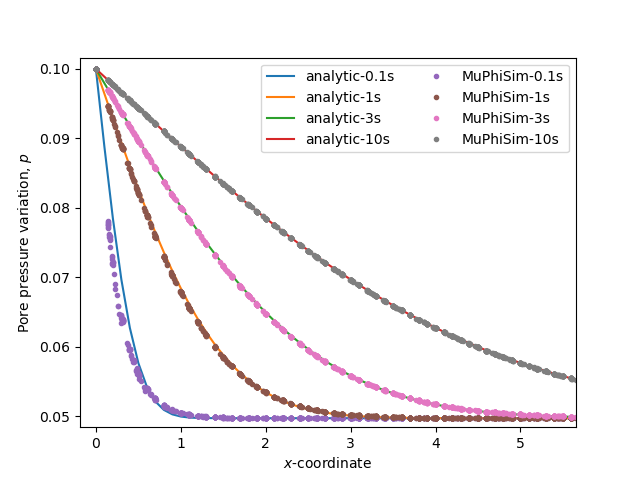 analytic-0.1s
analytic-1s
analytic-3s
analytic-10s
MuPhiSim-0.1s
MuPhiSim-1s
MuPhiSim-3s
MuPhiSim-10s
Pore pressure variation, p
0.10
0.09
0.08
0.07
0.06
0.05
0 1 2 3 4 5
x-coordinate